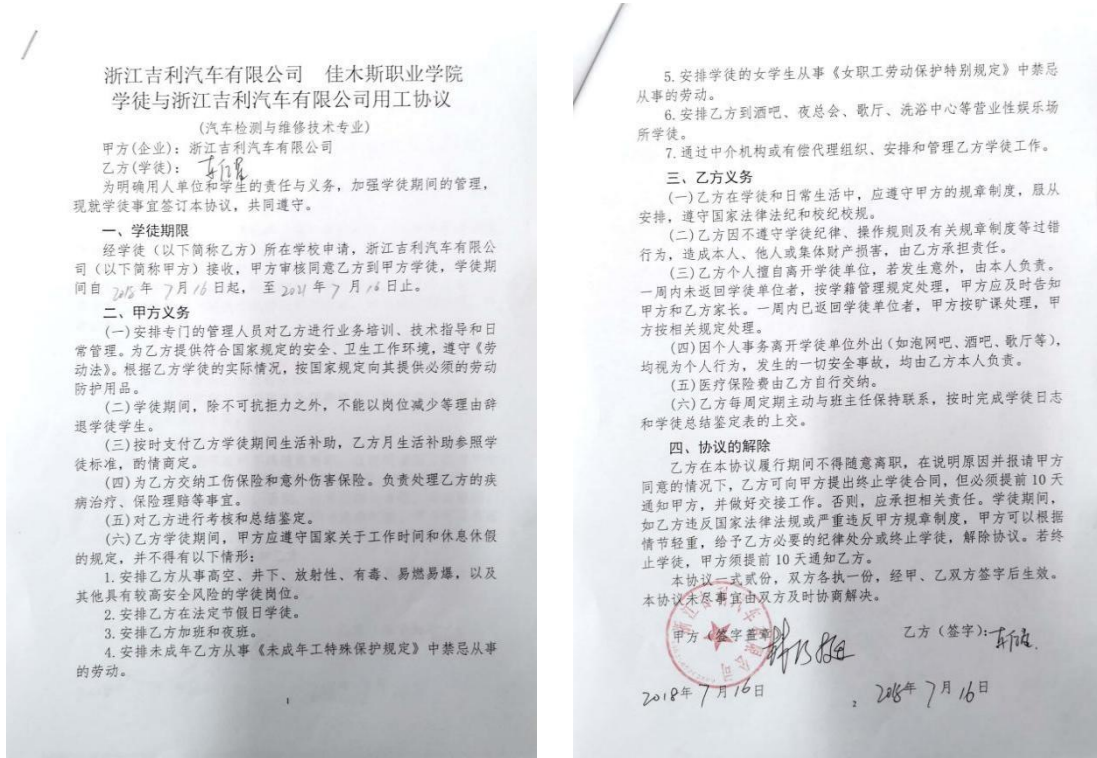 浙江吉利汽车有限公司 佳木斯职业学院
学徒与浙江吉利汽车有限公司用工协议
(汽车检测与维修技术专业)
甲方(企业)：浙江吉利汽车有限公司
乙方(学徒)：
为明确用人单位和学生的责任与义务，加强学徒期间的管理，
现就学徒事宜签订本协议，共同遵守。
一、学徒期限
经学徒（以下简称乙方）所在学校申请，浙江吉利汽车有限公
司（以下简称甲方）接收，甲方审核同意乙方到甲方学徒，学徒期
间自 2018 年 7 月 16 日起， 至 2021 年 7 月 16 日止。
二、甲方义务
(一)安排专门的管理人员对乙方进行业务培训、技术指导和日
常管理。为乙方提供符合国家规定的安全、卫生工作环境，遵守《劳
动法》。根据乙方学徒的实际情况，按国家规定向其提供必须的劳动
防护用品。
(二)学徒期间，除不可抗拒力之外，不能以岗位减少等理由辞
退学徒学生。
(三)按时支付乙方学徒期间生活补助，乙方月生活补助参照学
徒标准，酌情商定。
(四)为乙方交纳工伤保险和意外伤害保险。负责处理乙方的疾
病治疗、保险理赔等事宜。
(五)对乙方进行考核和总结鉴定。
(六)乙方学徒期间，甲方应遵守国家关于工作时间和休息休假
的规定，并不得有以下情形：
1.安排乙方从事高空、井下、放射性、有毒、易燃易爆，以及
其他具有较高安全风险的学徒岗位。
2.安排乙方在法定节假日学徒。
3.安排乙方加班和夜班。
4.安排未成年乙方从事《未成年工特殊保护规定》中禁忌从事
的劳动。
1
5.安排学徒的女学生从事《女职工劳动保护特别规定》中禁忌
从事的劳动。
6.安排乙方到酒吧、夜总会、歌厅、洗浴中心等营业性娱乐场
所学徒。
7.通过中介机构或有偿代理组织、安排和管理乙方学徒工作。
三、乙方义务
(一)乙方在学徒和日常生活中，应遵守甲方的规章制度，服从
安排，遵守国家法律法纪和校纪校规。
(二)乙方因不遵守学徒纪律、操作规则及有关规章制度等过错
行为，造成本人、他人或集体财产损害，由乙方承担责任。
(三)乙方个人擅自离开学徒单位，若发生意外，由本人负责。
一周内未返回学徒单位者，按学籍管理规定处理，甲方应及时告知
甲方和乙方家长。一周内已返回学徒单位者，甲方按旷课处理，甲
方按相关规定处理。
(四)因个人事务离开学徒单位外出（如泡网吧、酒吧、歌厅等），
均视为个人行为，发生的一切安全事故，均由乙方本人负责。
(五)医疗保险费由乙方自行交纳。
(六)乙方每周定期主动与班主任保持联系，按时完成学徒日志
和学徒总结鉴定表的上交。
四、协议的解除
乙方在本协议履行期间不得随意离职，在说明原因并报请甲方
同意的情况下，乙方可向甲方提出终止学徒合同，但必须提前 10 天
通知甲方，并做好交接工作。否则，应承担相关责任。学徒期间，
如乙方违反国家法律法规或严重违反甲方规章制度，甲方可以根据
情节轻重，给予乙方必要的纪律处分或终止学徒，解除协议。若终
止学徒，甲方须提前 10 天通知乙方。
本协议一式贰份，双方各执一份，经甲、乙双方签字后生效。
本协议未尽事宜由双方及时协商解决。
甲方（签字盖章） 乙方（签字）：
2018年 7 月 16 日 2018年 7 月 16 日
2